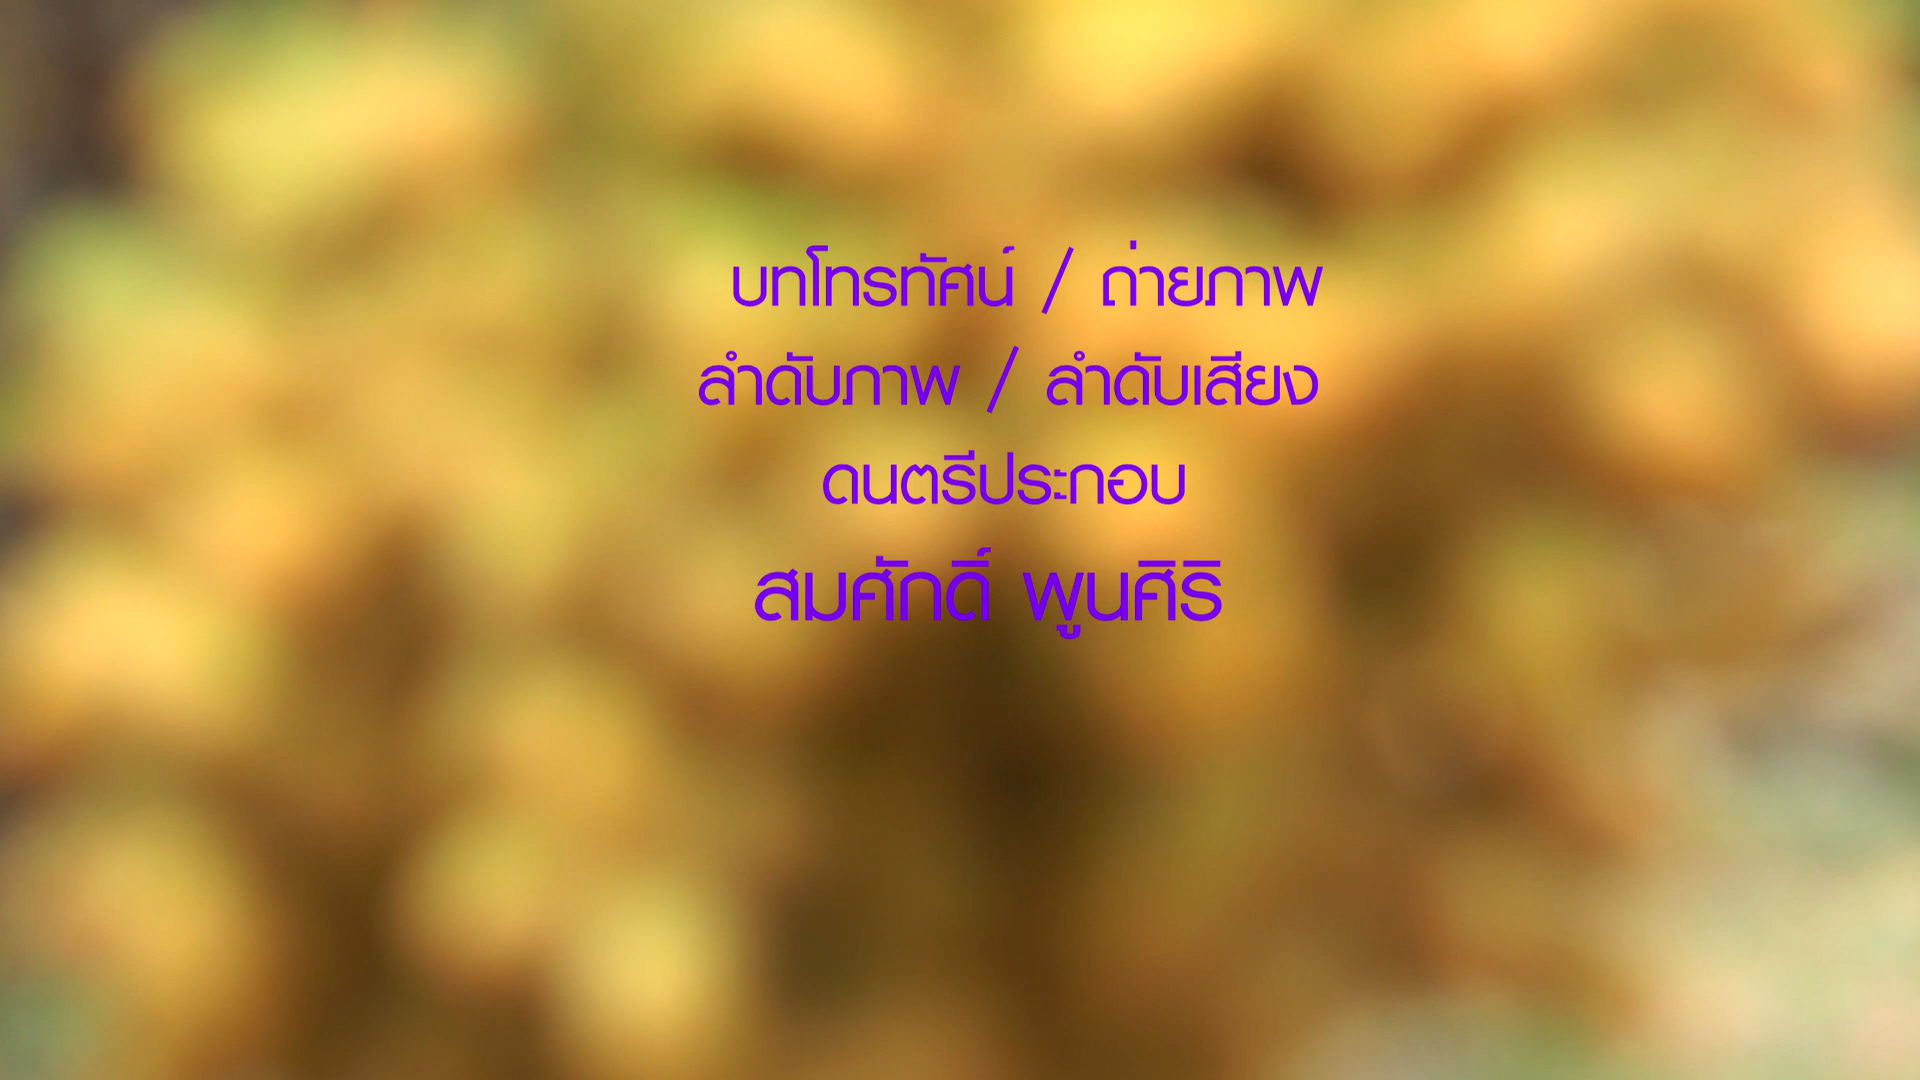 บทโทรทัศน์ / ถ่ายภาพ
ลำดับภาพ / ลำดับเสียง
ดนตรีประกอบ
สมศักดิ์ พูนศิริ